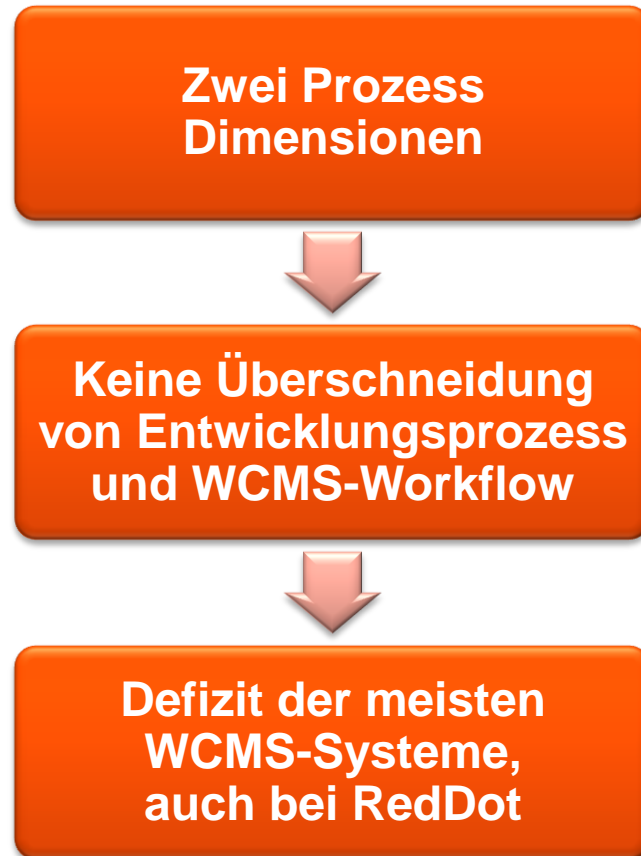 Zwei Prozess
Dimensionen
Keine Überschneidung
von Entwicklungsprozess
und WCMS-Workflow
Defizit der meisten
WCMS-Systeme,
auch bei RedDot